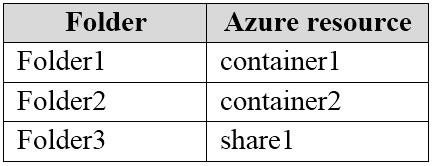 Folder Azure resource
Folder1 container1
Folder2 container2
Folder3 share1